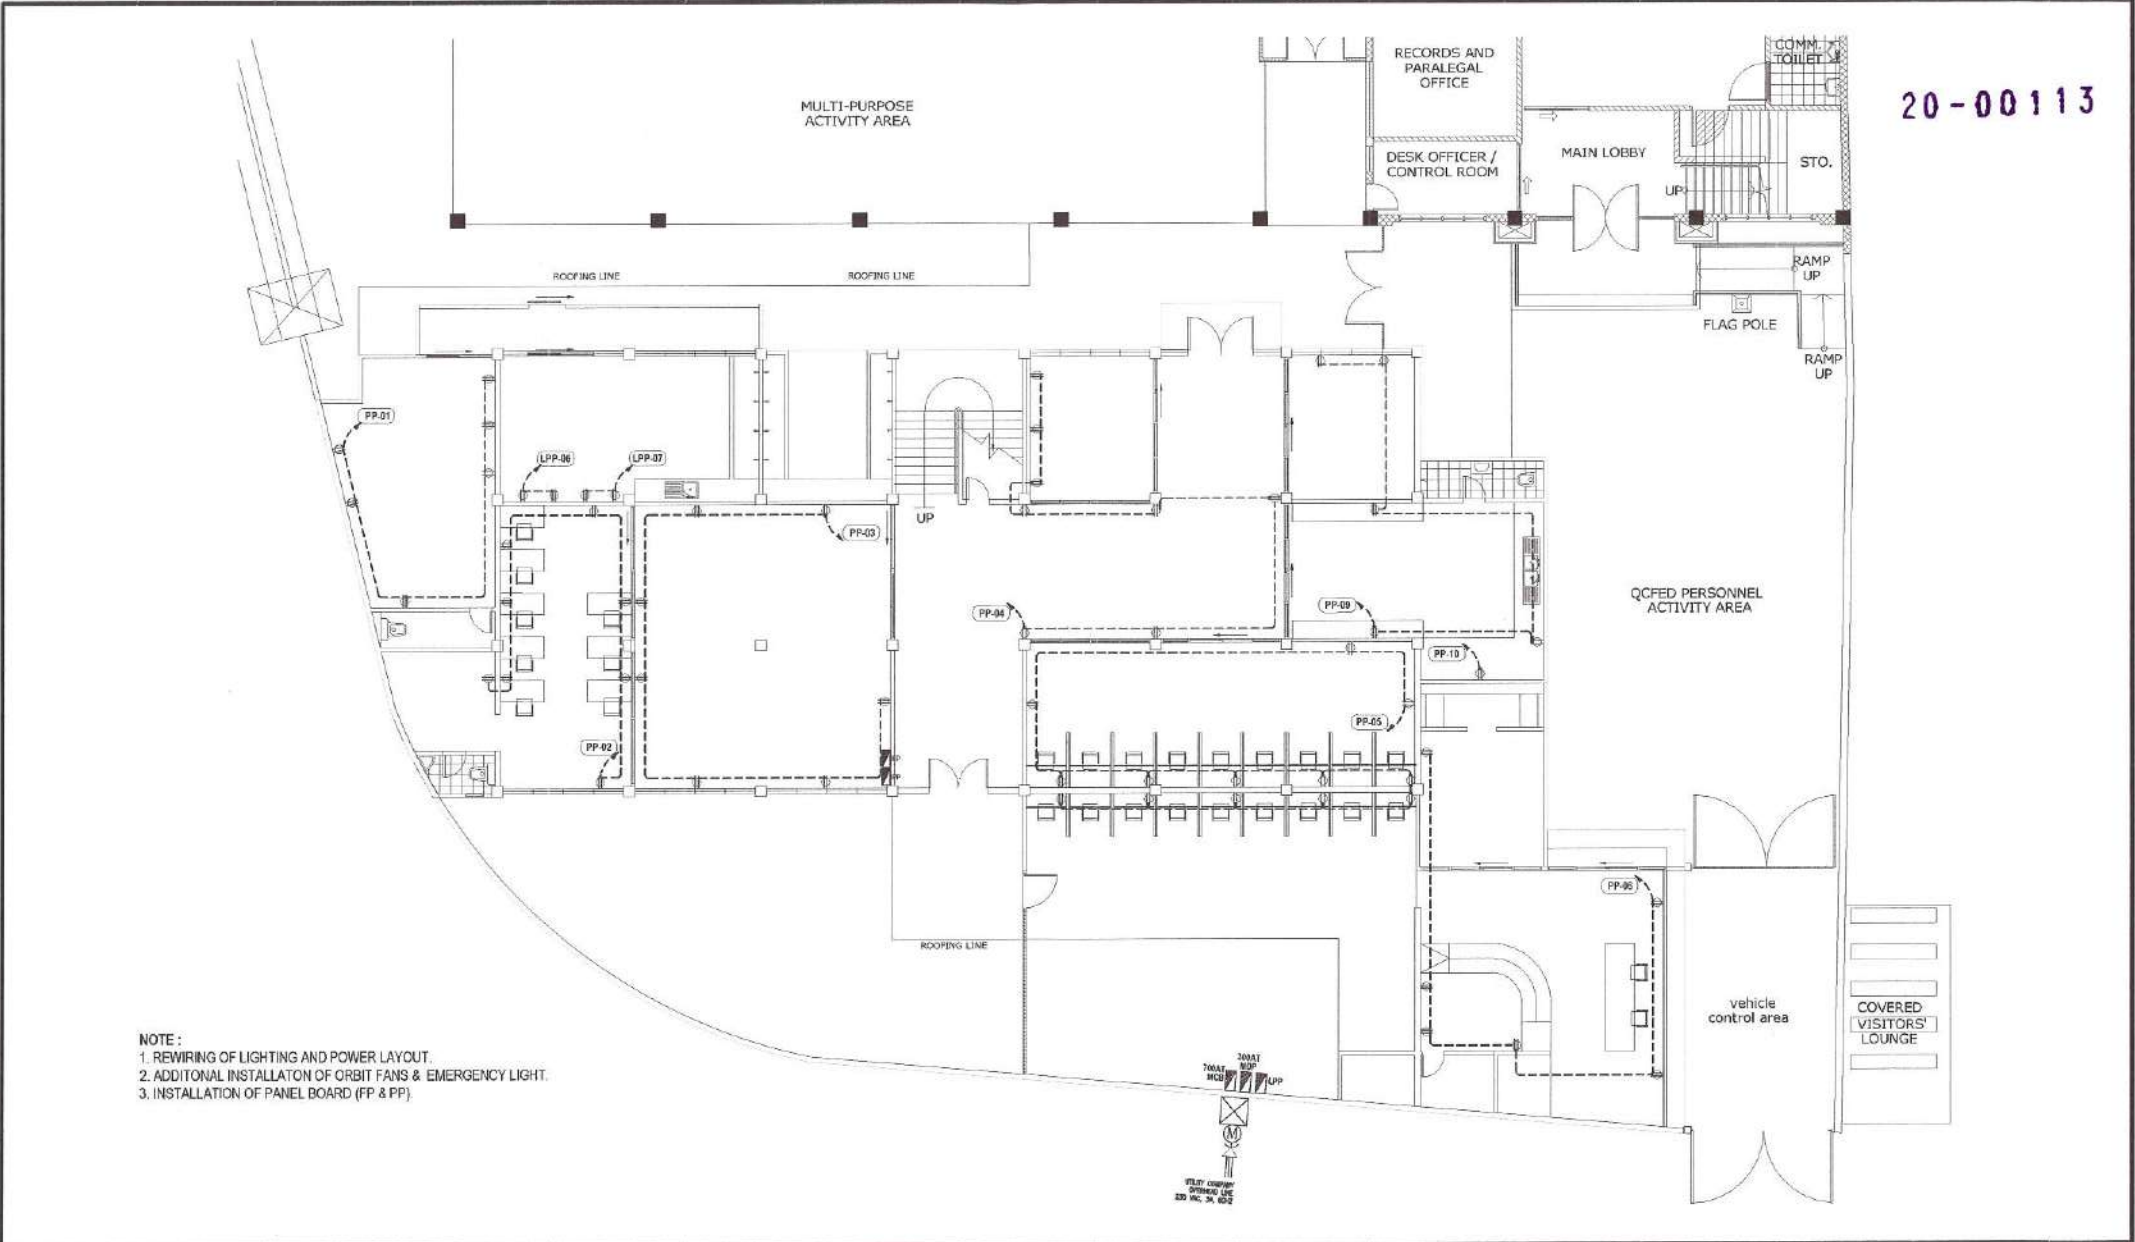 RECORDS AND
PARALEGAL
OFFICE
COMM.
TOILET
20-00113
MULTI-PURPOSE
ACTIVITY AREA
DESK OFFICER /
CONTROL ROOM
MAIN LOBBY
STO.
UP
ROOFING LINE
ROOFING LINE
RAMP
UP
FLAG POLE
RAMP
UP
PP-01
LPP-06
LPP-07
UP
PP-03
PP-04
PP-09
QCFED PERSONNEL
ACTIVITY AREA
PP-10
PP-05
PP-02
PP-06
ROOFING LINE
vehicle
control area
COVERED
VISITORS'
LOUNGE
NOTE :
1. REWIRING OF LIGHTING AND POWER LAYOUT.
2. ADDITONAL INSTALLATON OF ORBIT FANS & EMERGENCY LIGHT.
3. INSTALLATION OF PANEL BOARD (FP & PP)
MDP
MCB
LPP
M
UTILITY COMPANY
OVERHEAD LINE